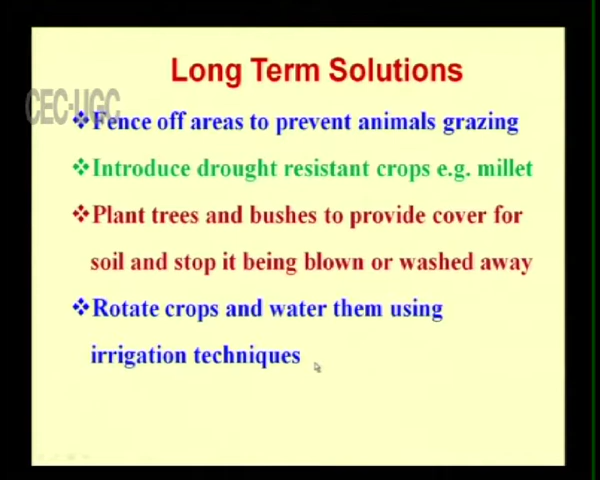 Long Term Solutions
CEC-UGC
❖Fence off areas to prevent animals grazing
❖Introduce drought resistant crops e.g. millet
❖Plant trees and bushes to provide cover for
soil and stop it being blown or washed away
❖Rotate crops and water them using
irrigation techniques